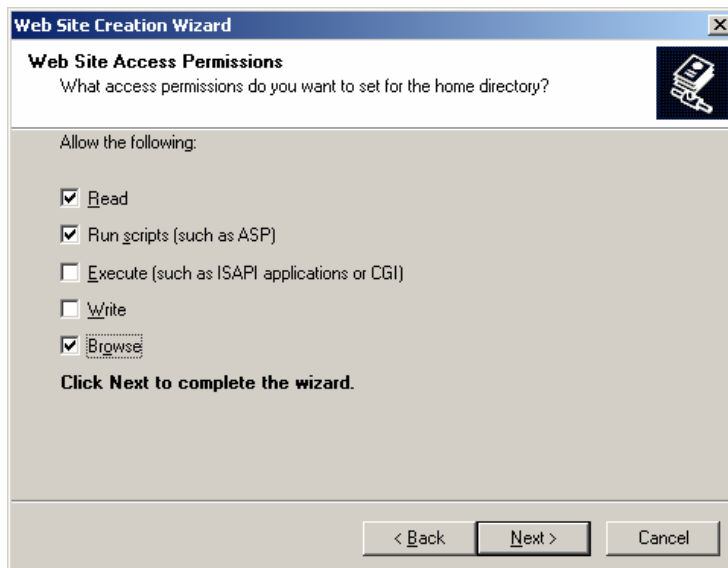 Web Site Creation Wizard
Web Site Access Permissions
What access permissions do you want to set for the home directory?
Allow the following:
Read
Run scripts (such as ASP)
Execute (such as ISAPI applications or CGI)
Write
Browse
Click Next to complete the wizard.
< Back Next > Cancel